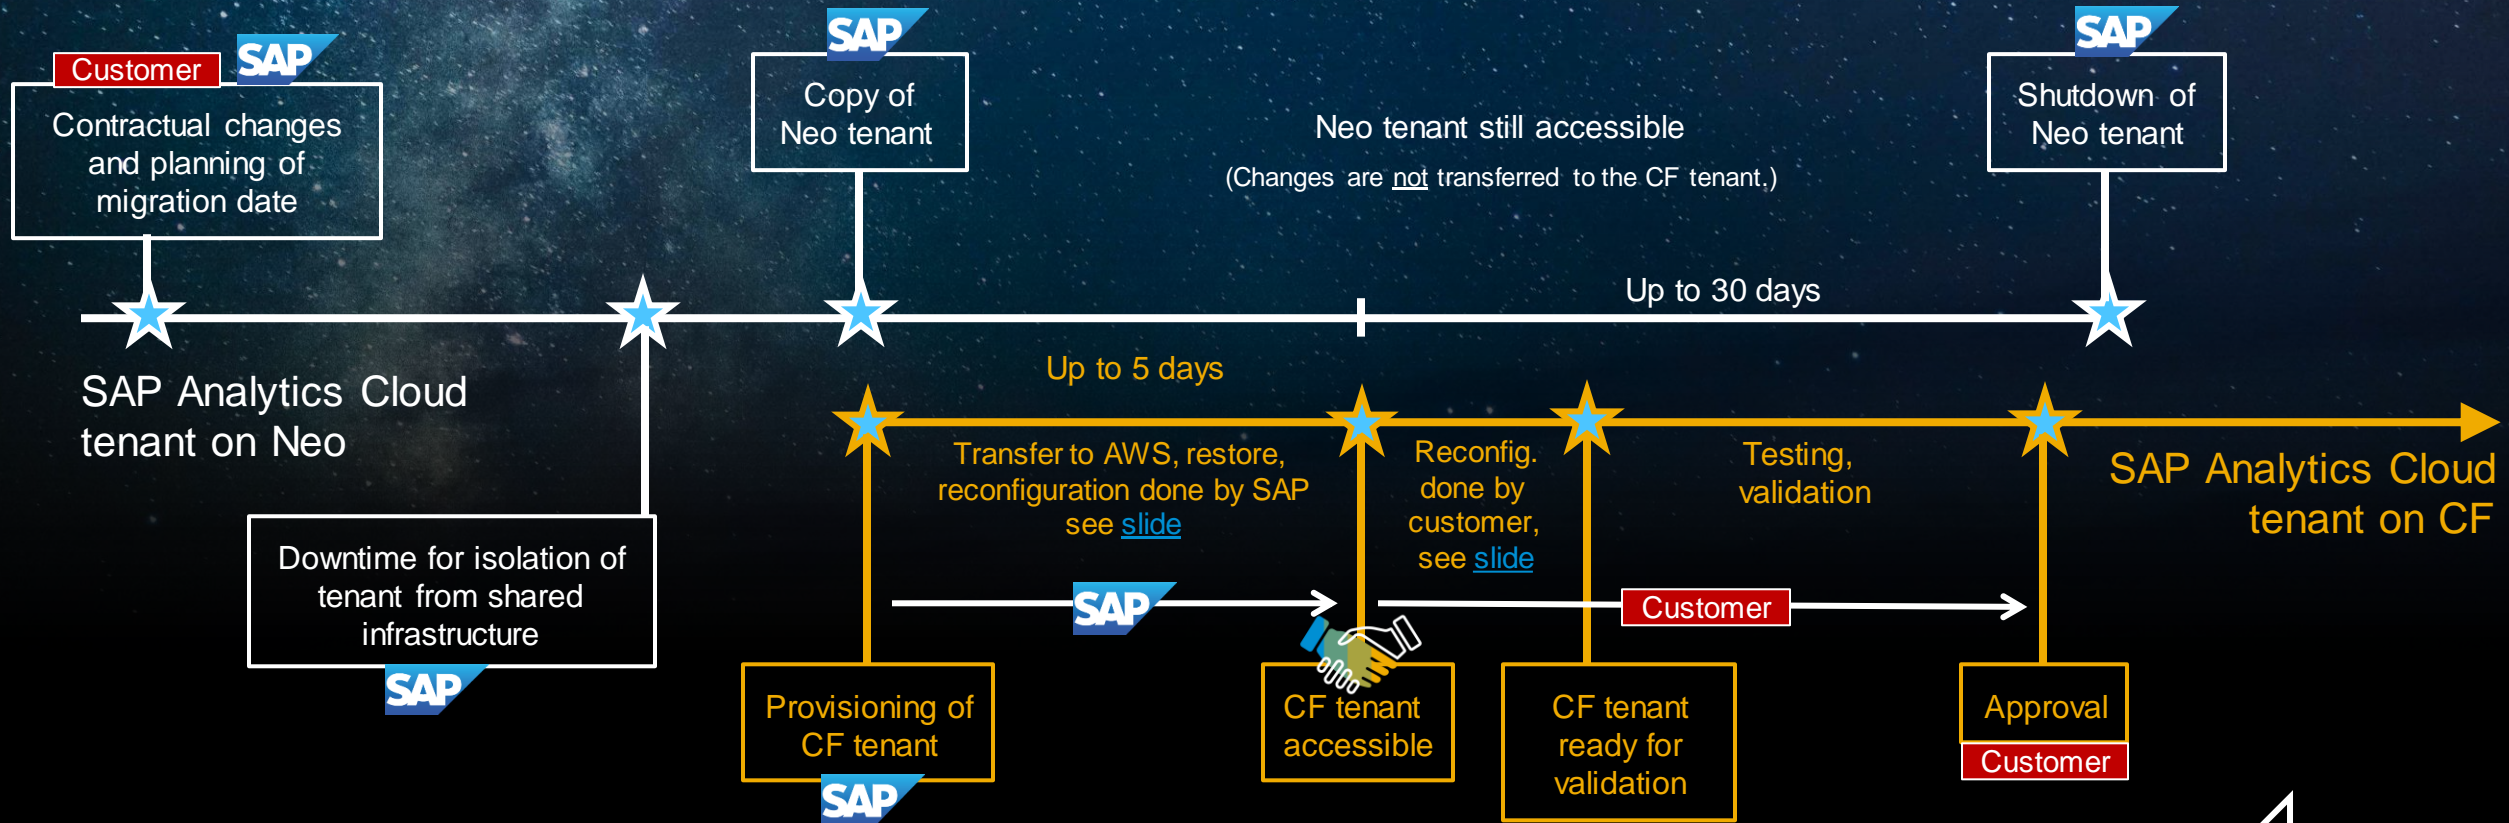 Customer
SAP
Contractual changes
and planning of
migration date
SAP
Copy of
Neo tenant
Neo tenant still accessible
(Changes are not transferred to the CF tenant.)
SAP
Shutdown of
Neo tenant
Up to 30 days
SAP Analytics Cloud
tenant on Neo
Up to 5 days
Downtime for isolation of
tenant from shared
infrastructure
SAP
Transfer to AWS, restore,
reconfiguration done by SAP
see slide
Reconfig.
done by
customer,
see slide
Testing,
validation
SAP Analytics Cloud
tenant on CF
SAP
Customer
Provisioning of
CF tenant
SAP
CF tenant
accessible
CF tenant
ready for
validation
Approval
Customer